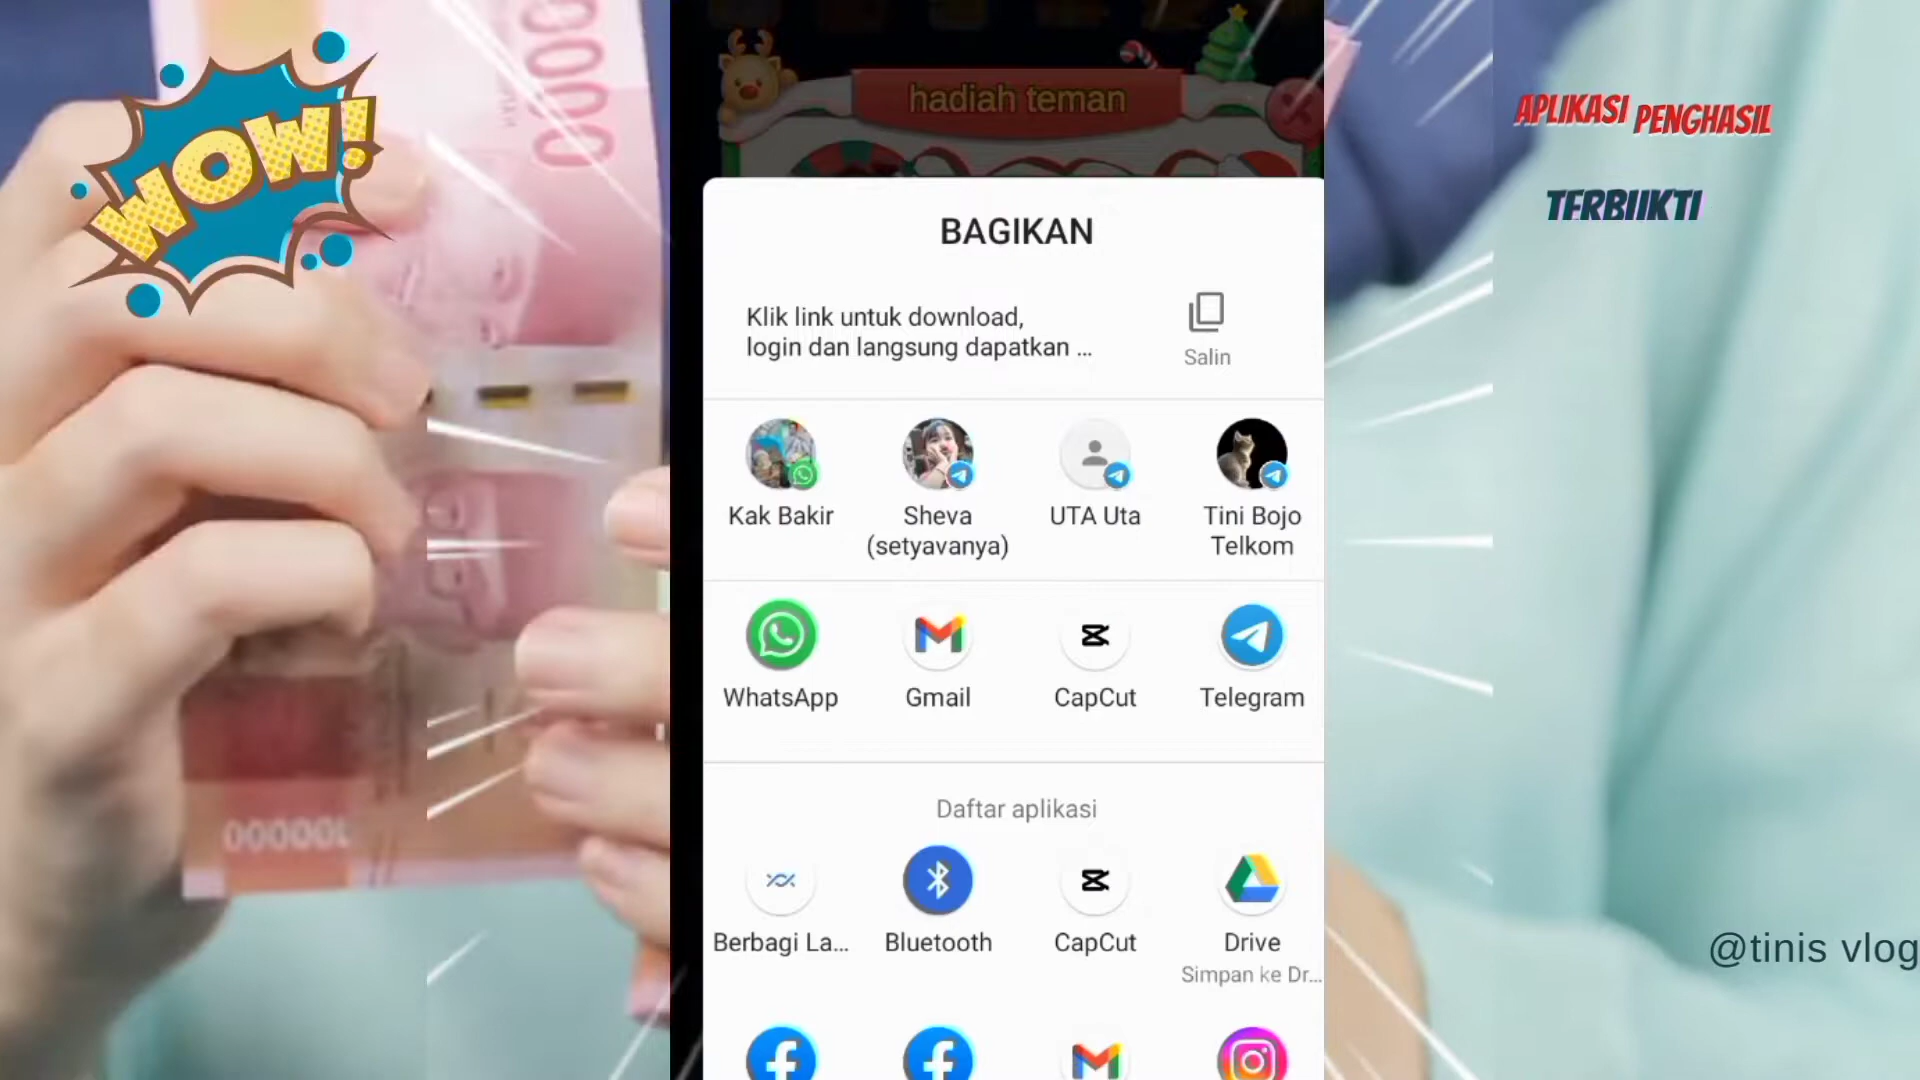 WOW!
0000
000001
hadiah teman
BAGIKAN
Klik link untuk download,
login dan langsung dapatkan ...
Salin
Kak Bakir
Sheva
(setyavanya)
UTA Uta
Tini Bojo
Telkom
WhatsApp
Gmail
CapCut
Telegram
Daftar aplikasi
Berbagi La...
Bluetooth
CapCut
Drive
Simpan ke Dr...
APLIKASI PENGHASIL
TERBIIKTI
@tinis vlog